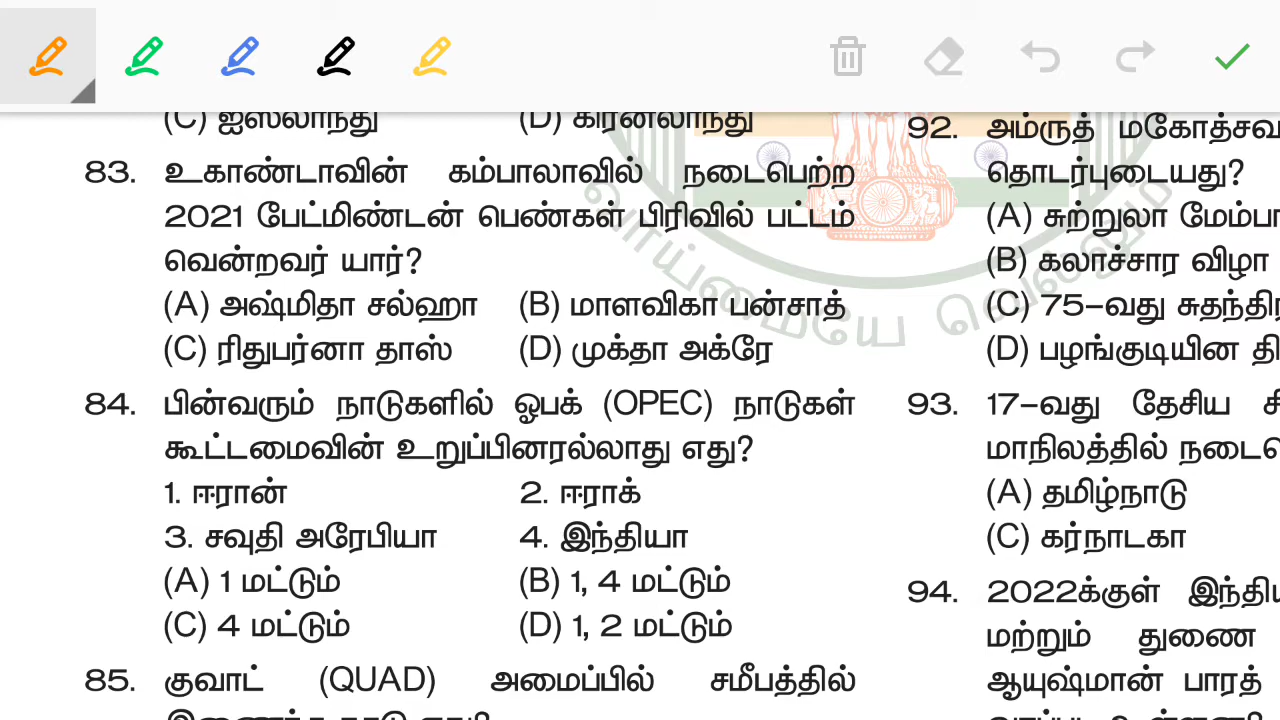 (C) ஐஸ்லாந்து (D) கிரீன்லாந்து
83. உகாண்டாவின் கம்பாலாவில் நடைபெற்ற
2021 பேட்மிண்டன் பெண்கள் பிரிவில் பட்டம்
வென்றவர் யார்?
(A) அஷ்மிதா சல்ஹா (B) மாளவிகா பன்சாத்
(C) ரிதுபர்னா தாஸ் (D) முக்தா அக்ரே
84. பின்வரும் நாடுகளில் ஓபக் (OPEC) நாடுகள்
கூட்டமைவின் உறுப்பினரல்லாது எது?
1. ஈரான் 2. ஈராக்
3. சவுதி அரேபியா 4. இந்தியா
(A) 1 மட்டும் (B) 1, 4 மட்டும்
(C) 4 மட்டும் (D) 1, 2 மட்டும்
85. குவாட் (QUAD) அமைப்பில் சமீபத்தில்
வாய்மையே வெல்லும்
92. அம்ருத் மகோத்சவ
தொடர்புடையது?
(A) சுற்றுலா மேம்பா
(B) கலாச்சார விழா
(C) 75–வது சுதந்திர
(D) பழங்குடியின தி
93. 17–வது தேசிய
மாநிலத்தில் நடைபெ
(A) தமிழ்நாடு
(C) கர்நாடகா
94. 2022க்குள் இந்திய
மற்றும் துணை
ஆயுஷ்மான் பாரத்